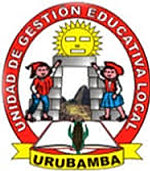 UNIDAD DE GESTIÓN EDUCATIVA LOCAL
URUBAMBA